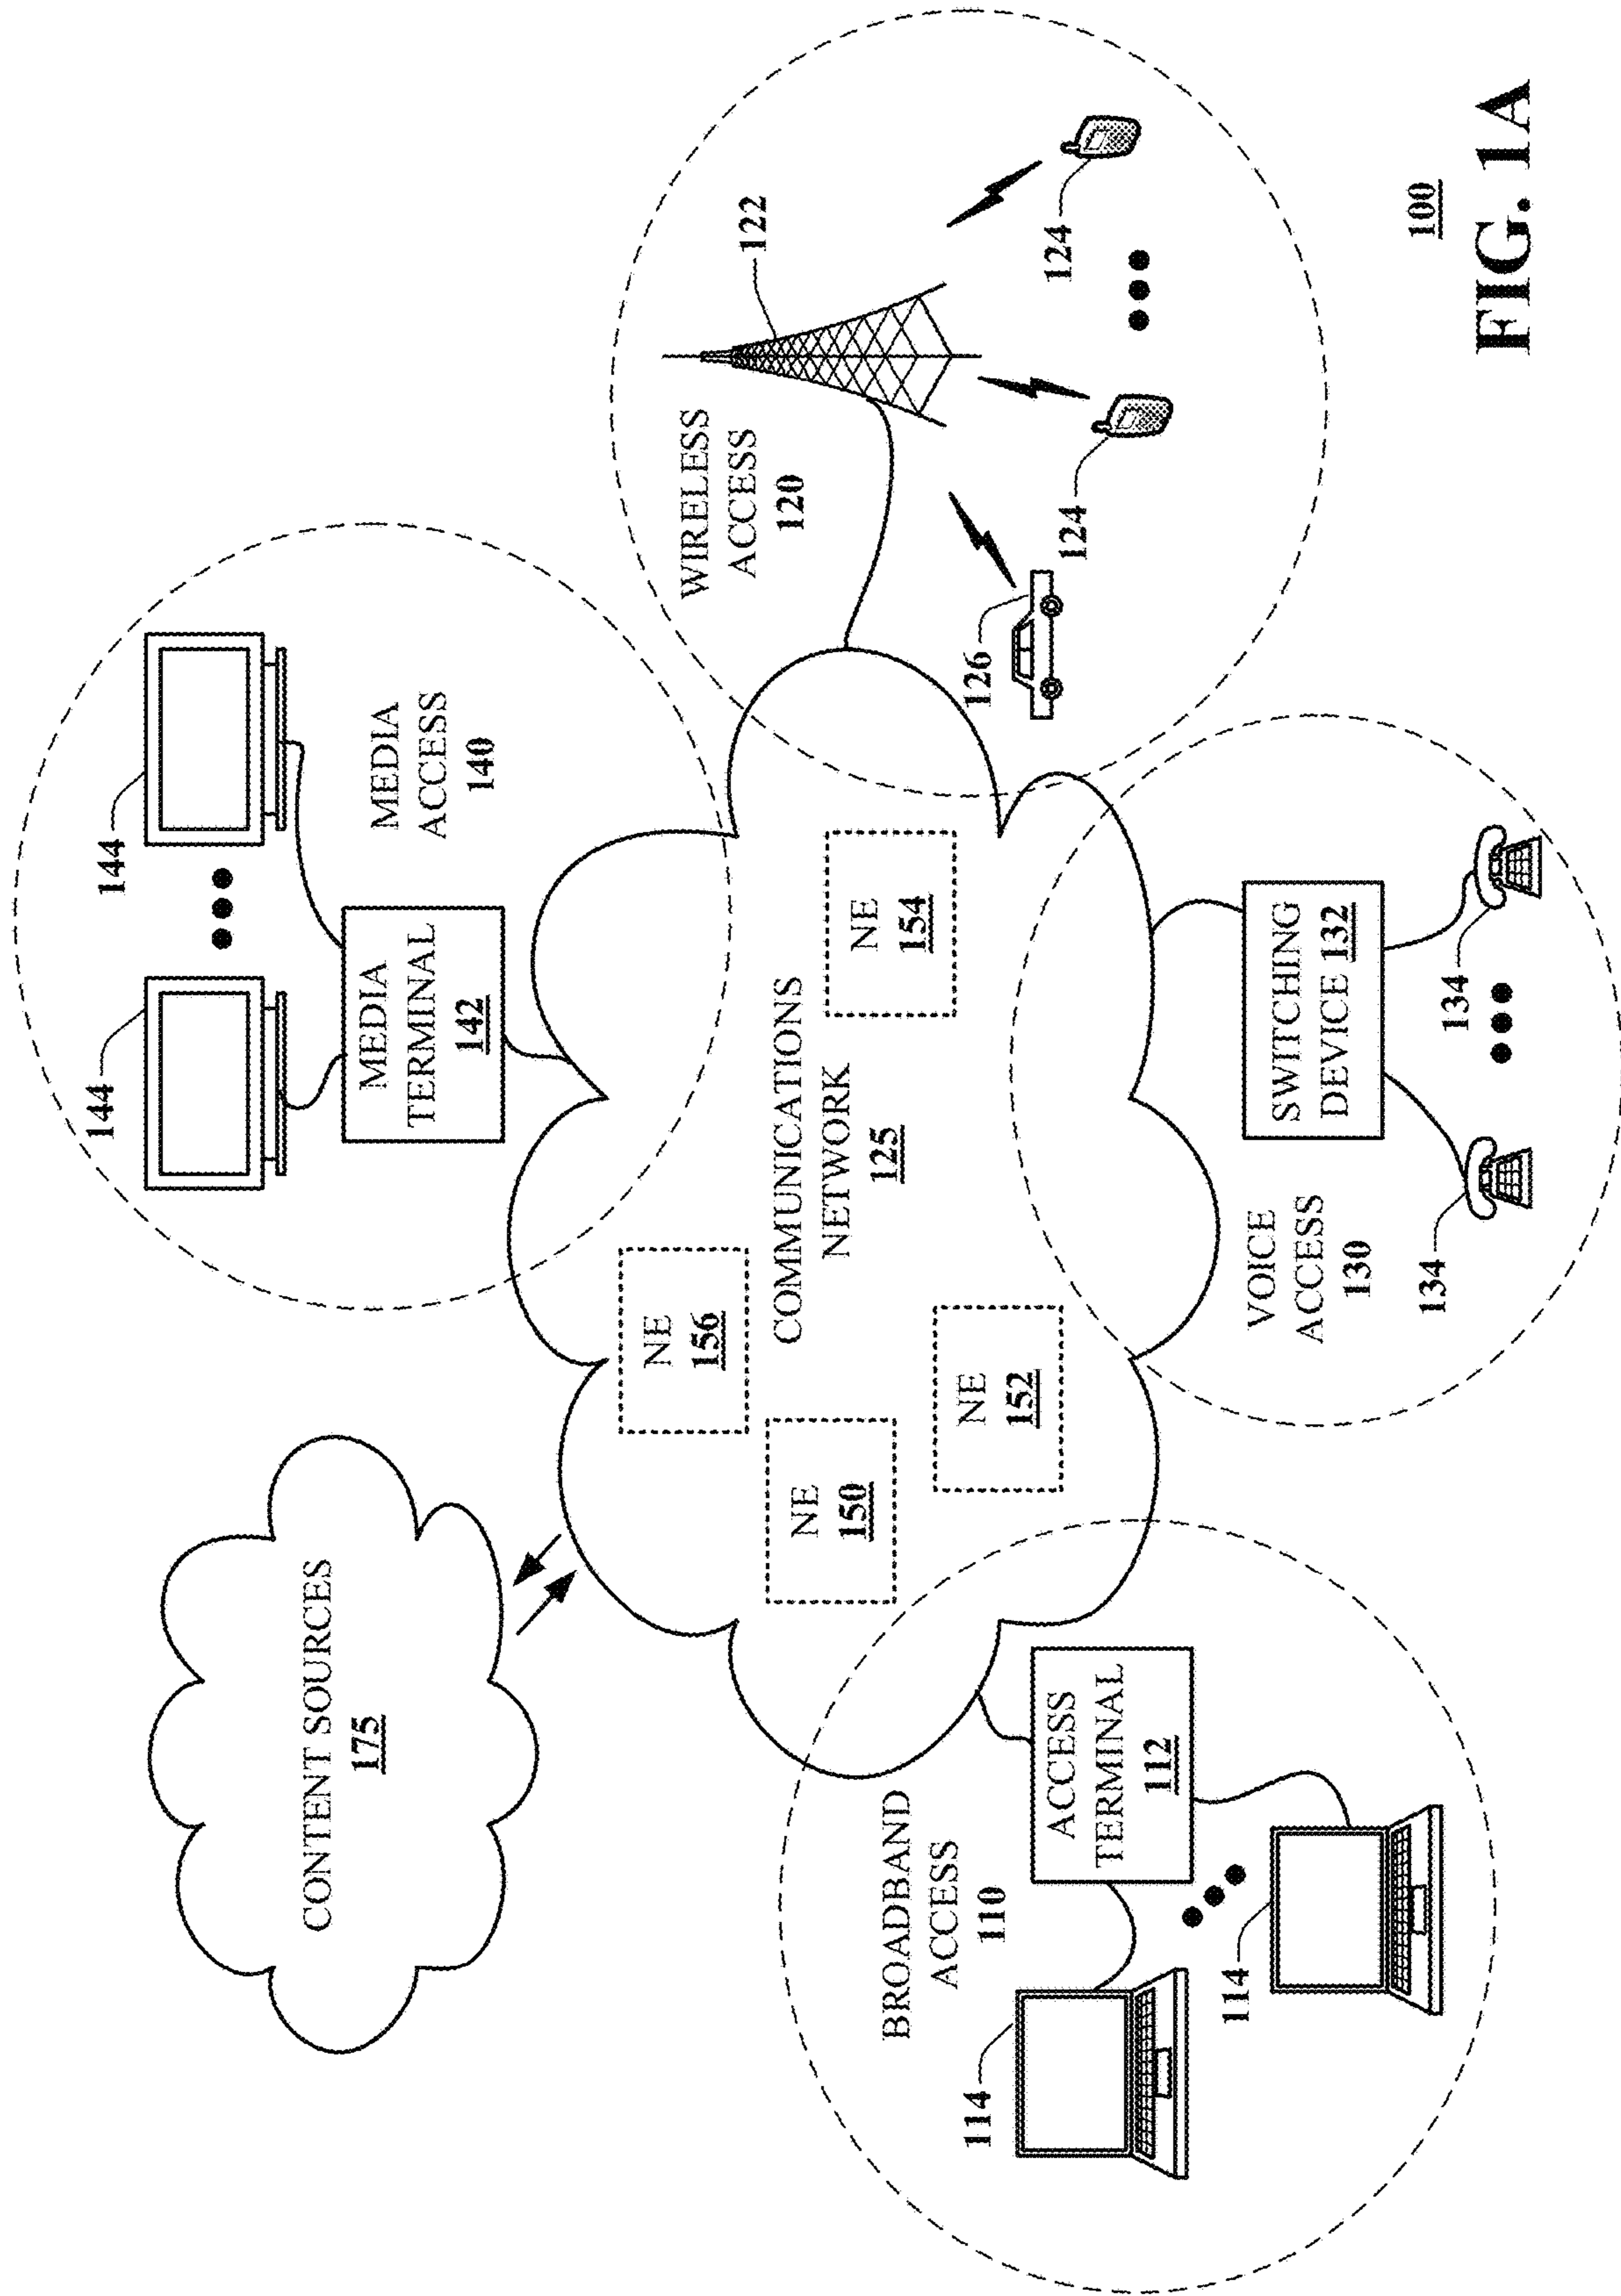 CONTENT SOURCES
175
144
144
MEDIA
TERMINAL
142
MEDIA
ACCESS
140
WIRELESS
ACCESS
120
122
126
124
124
NE
156
NE
150
NE
152
NE
154
COMMUNICATIONS
NETWORK
125
BROADBAND
ACCESS
110
ACCESS
TERMINAL
112
114
114
VOICE
ACCESS
130
SWITCHING
DEVICE 132
134
134
100
FIG. 1A